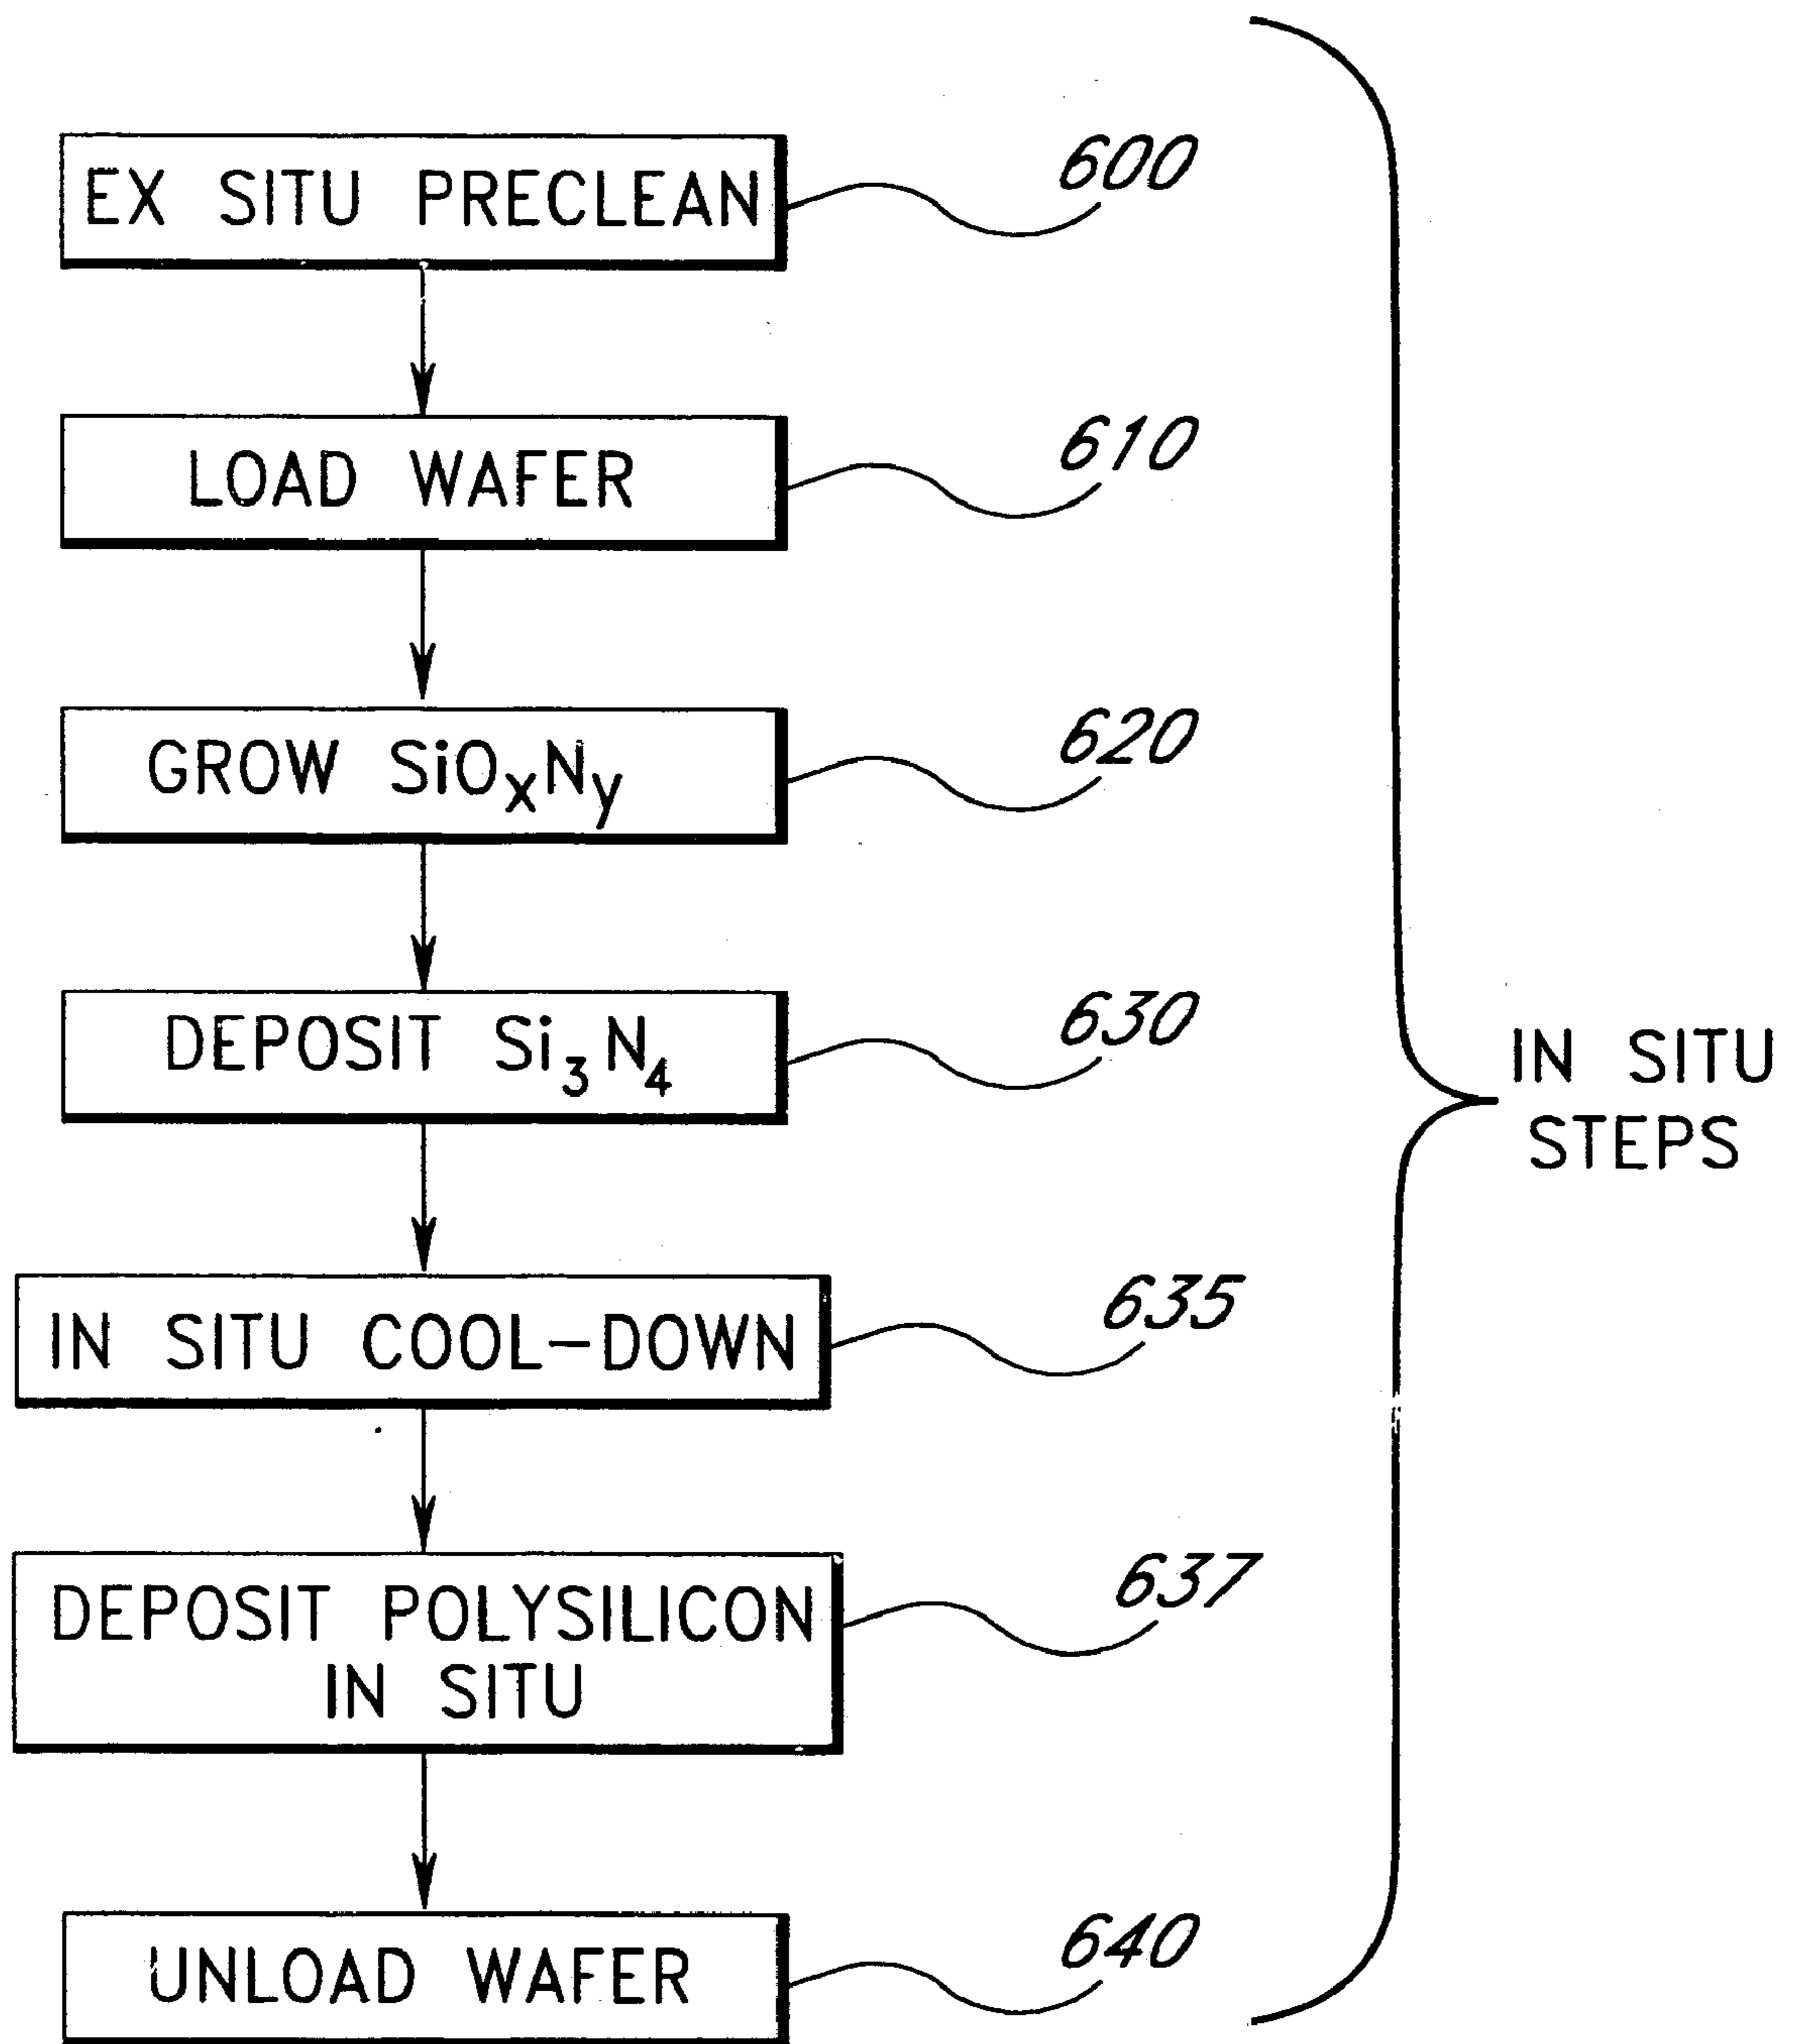 EX SITU PRECLEAN
600
LOAD WAFER
610
GROW SiOxNy
620
DEPOSIT Si3N4
630
IN SITU
STEPS
IN SITU COOL-DOWN
635
DEPOSIT POLYSILICON
IN SITU
637
UNLOAD WAFER
640